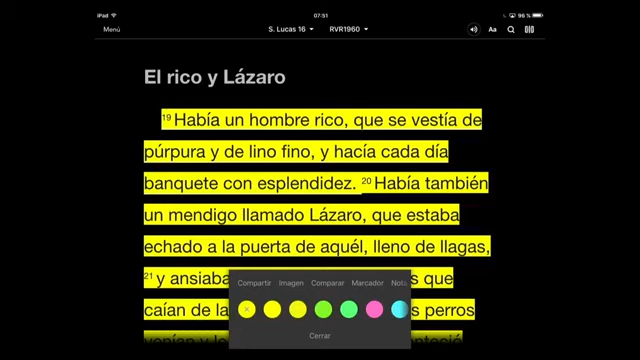 iPad 07:51 96 %
Menú S. Lucas 16 RVR1960 Aa
El rico y Lázaro
19 Había un hombre rico, que se vestía de
púrpura y de lino fino, y hacía cada día
banquete con esplendidez. 20 Había también
un mendigo llamado Lázaro, que estaba
echado a la puerta de aquél, lleno de llagas,
21 y ansiaba s que
caían de la s perros
Compartir Imagen Comparar Marcador Nota
Cerrar